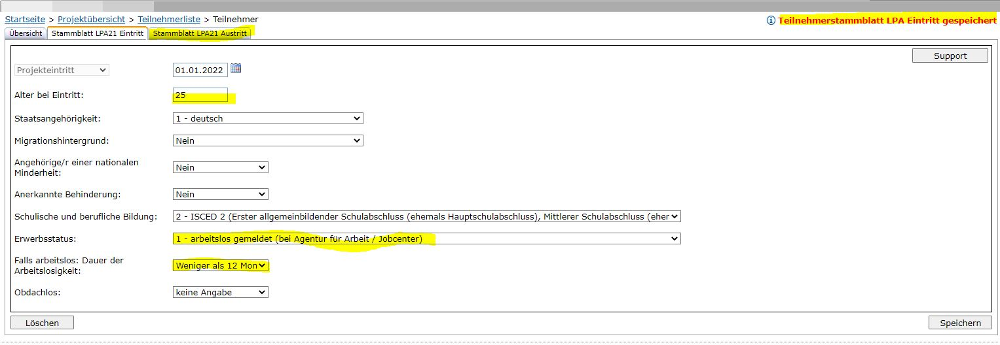 Startseite > Projektübersicht > Teilnehmerliste > Teilnehmer
Teilnehmerstammblatt LPA Eintritt gespeichert
Übersicht Stammblatt LPA21 Eintritt Stammblatt LPA21 Austritt
Support
Projekteintritt 01.01.2022
Alter bei Eintritt: 25
Staatsangehörigkeit: 1 - deutsch
Migrationshintergrund: Nein
Angehörige/r einer nationalen
Minderheit: Nein
Anerkannte Behinderung: Nein
Schulische und berufliche Bildung: 2 - ISCED 2 (Erster allgemeinbildender Schulabschluss (ehemals Hauptschulabschluss), Mittlerer Schulabschluss (eher
Erwerbsstatus: 1 - arbeitslos gemeldet (bei Agentur für Arbeit / Jobcenter)
Falls arbeitslos: Dauer der
Arbeitslosigkeit: Weniger als 12 Mon
Obdachlos: keine Angabe
Löschen Speichern